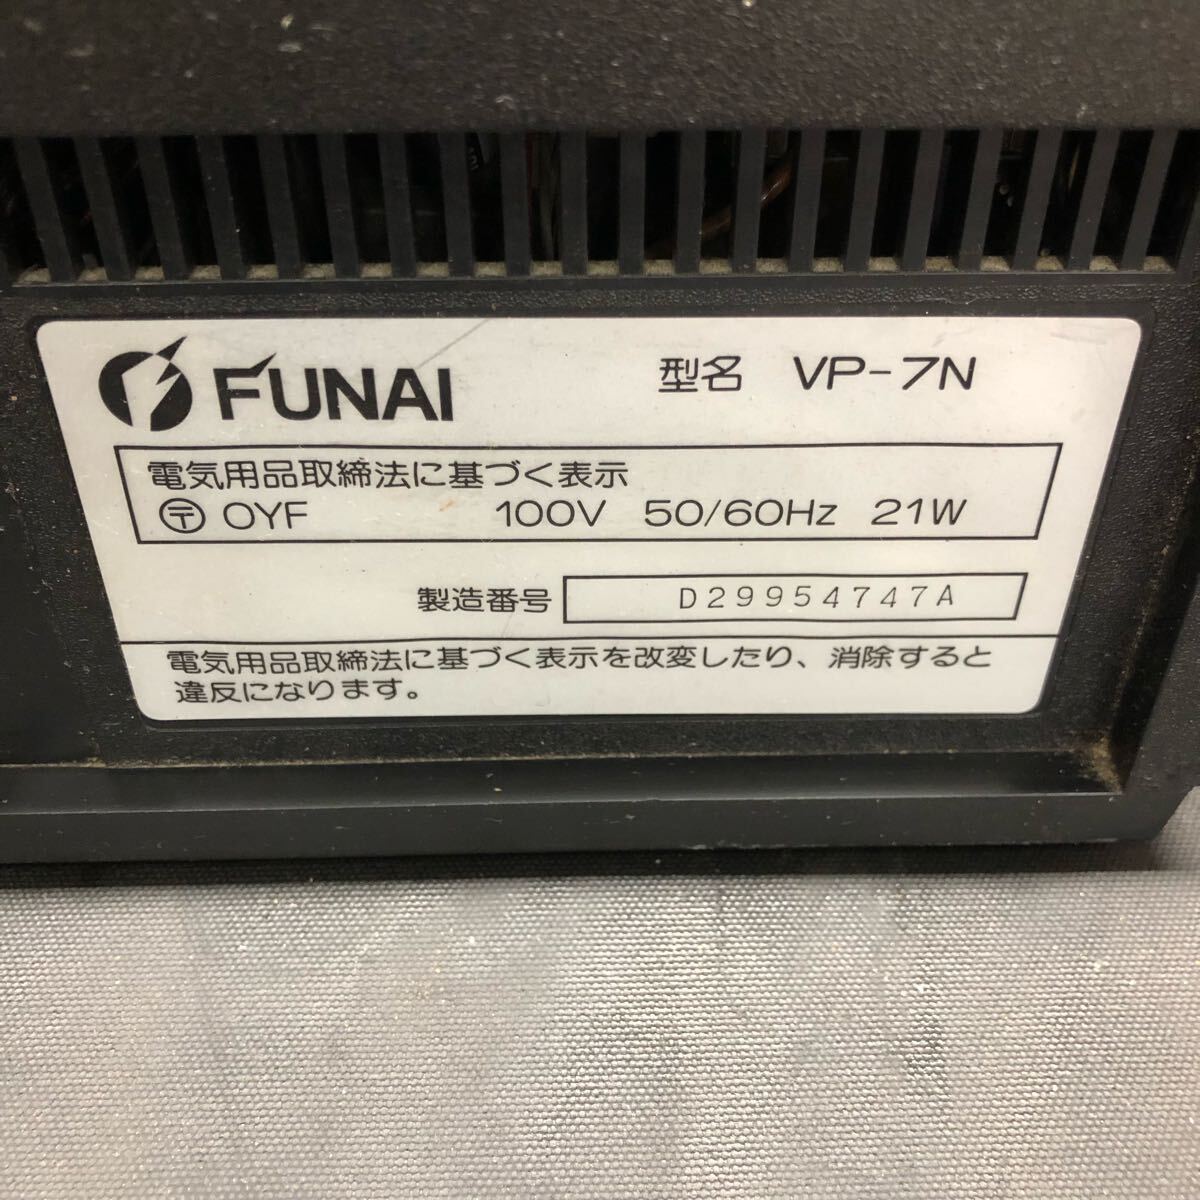 FUNAI 型名 VP-7N
電気用品取締法に基づく表示
〶 OYF 100V 50/60Hz 21W
製造番号 D29954747A
電気用品取締法に基づく表示を改変したり、消除すると
違反になります。